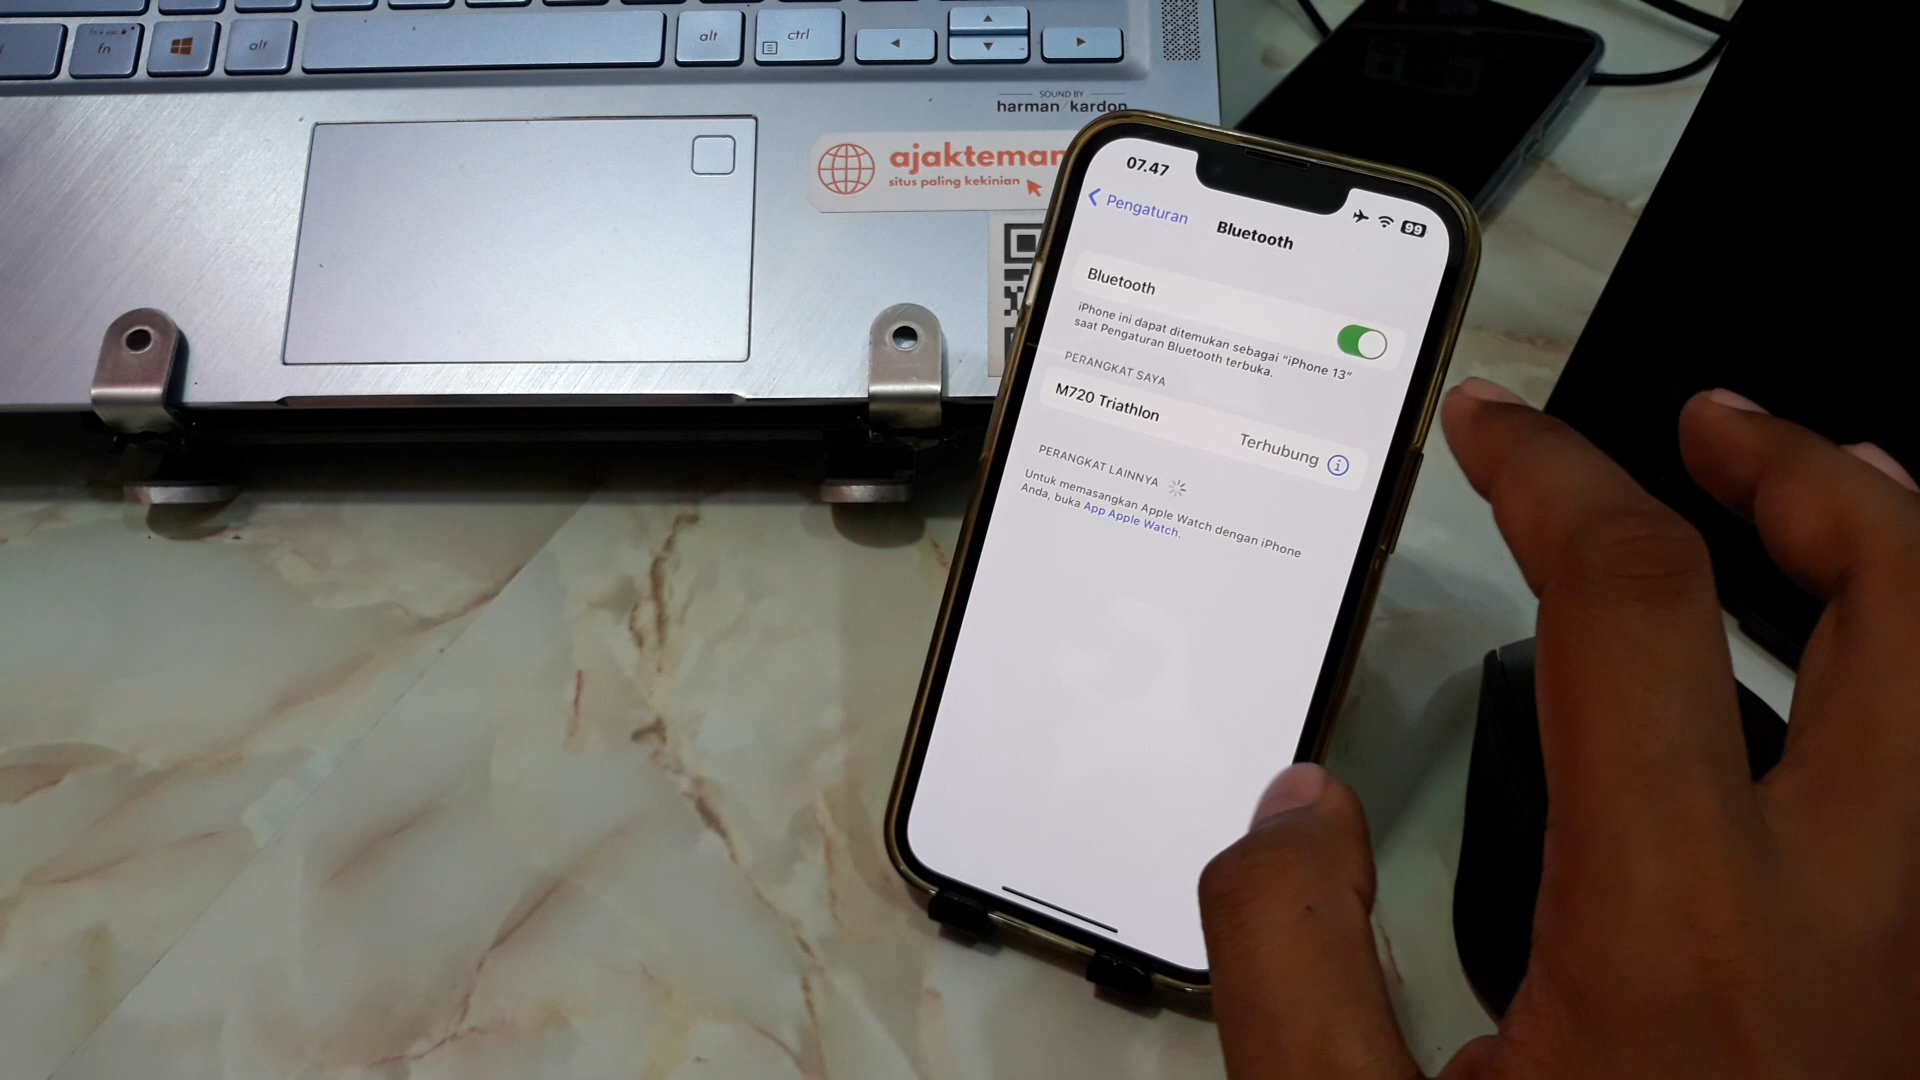 fn
alt
alt
ctrl
SOUND BY
harman/kardon
ajakteman
situs paling kekinian
07.47
99
Pengaturan
Bluetooth
Bluetooth
iPhone ini dapat ditemukan sebagai “iPhone 13”
saat Pengaturan Bluetooth terbuka.
PERANGKAT SAYA
M720 Triathlon
Terhubung
PERANGKAT LAINNYA
Untuk memasangkan Apple Watch dengan iPhone
Anda, buka App Apple Watch.